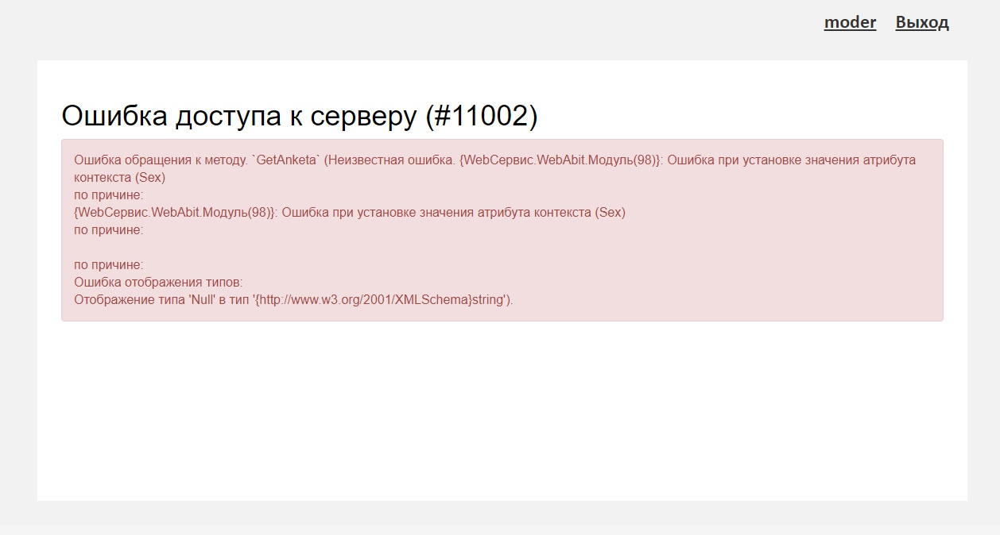 moder Выход
Ошибка доступа к серверу (#11002)
Ошибка обращения к методу. `GetAnketa` (Неизвестная ошибка. {WebСервис.WebAbit.Модуль(98)}: Ошибка при установке значения атрибута
контекста (Sex)
по причине:
{WebСервис.WebAbit.Модуль(98)}: Ошибка при установке значения атрибута контекста (Sex)
по причине:
по причине:
Ошибка отображения типов:
Отображение типа 'Null' в тип '{http://www.w3.org/2001/XMLSchema}string').